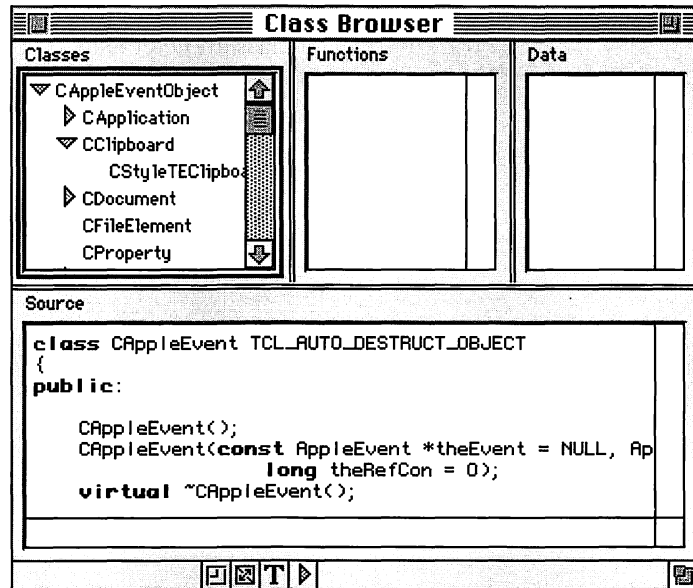 Class Browser
Classes
Functions
Data
CAppleEventObject
CApplication
CClipboard
CStyleTEClipboa
CDocument
CFileElement
CProperty
Source
class CAppleEvent TCL_AUTO_DESTRUCT_OBJECT
{
public:
CAppleEvent();
CAppleEvent(const AppleEvent *theEvent = NULL, Ap
long theRefCon = 0);
virtual ~CAppleEvent();
T